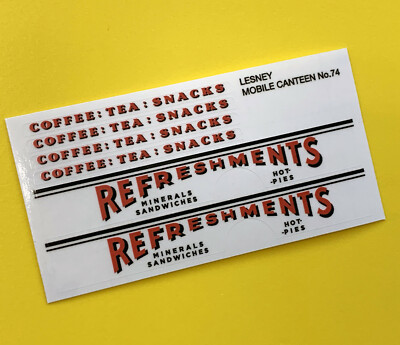 LESNEY
MOBILE CANTEEN No.74
COFFEE: TEA: SNACKS
COFFEE: TEA: SNACKS
COFFEE: TEA: SNACKS
COFFEE: TEA: SNACKS
REFRESHMENTS
MINERALS
SANDWICHES
HOT-
-PIES
REFRESHMENTS
MINERALS
SANDWICHES
HOT-
-PIES